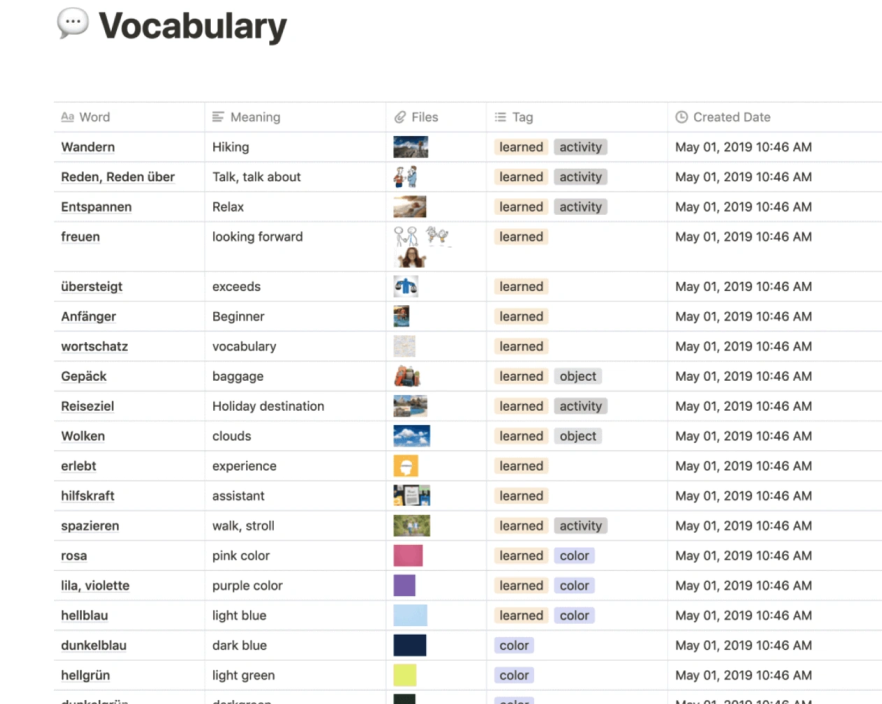 Vocabulary
Word Meaning Files Tag Created Date
Wandern Hiking learned activity May 01, 2019 10:46 AM
Reden, Reden über Talk, talk about learned activity May 01, 2019 10:46 AM
Entspannen Relax learned activity May 01, 2019 10:46 AM
freuen looking forward learned May 01, 2019 10:46 AM
übersteigt exceeds learned May 01, 2019 10:46 AM
Anfänger Beginner learned May 01, 2019 10:46 AM
wortschatz vocabulary learned May 01, 2019 10:46 AM
Gepäck baggage learned object May 01, 2019 10:46 AM
Reiseziel Holiday destination learned activity May 01, 2019 10:46 AM
Wolken clouds learned object May 01, 2019 10:46 AM
erlebt experience learned May 01, 2019 10:46 AM
hilfskraft assistant learned May 01, 2019 10:46 AM
spazieren walk, stroll learned activity May 01, 2019 10:46 AM
rosa pink color learned color May 01, 2019 10:46 AM
lila, violette purple color learned color May 01, 2019 10:46 AM
hellblau light blue learned color May 01, 2019 10:46 AM
dunkelblau dark blue color May 01, 2019 10:46 AM
hellgrün light green color May 01, 2019 10:46 AM
dunkelgrün darkgreen color May 01, 2019 10:46 AM